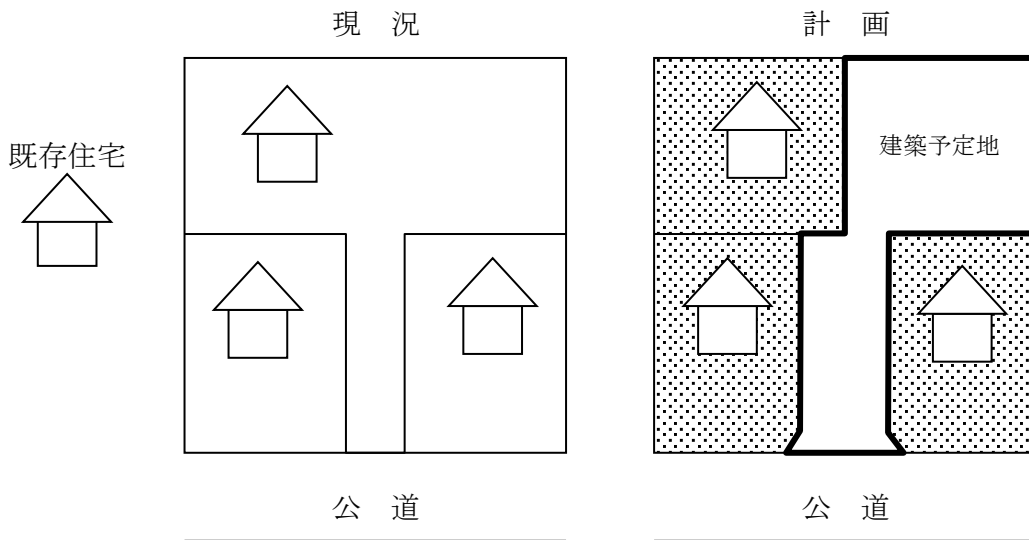 現 況
計 画
既存住宅
建築予定地
公 道
公 道